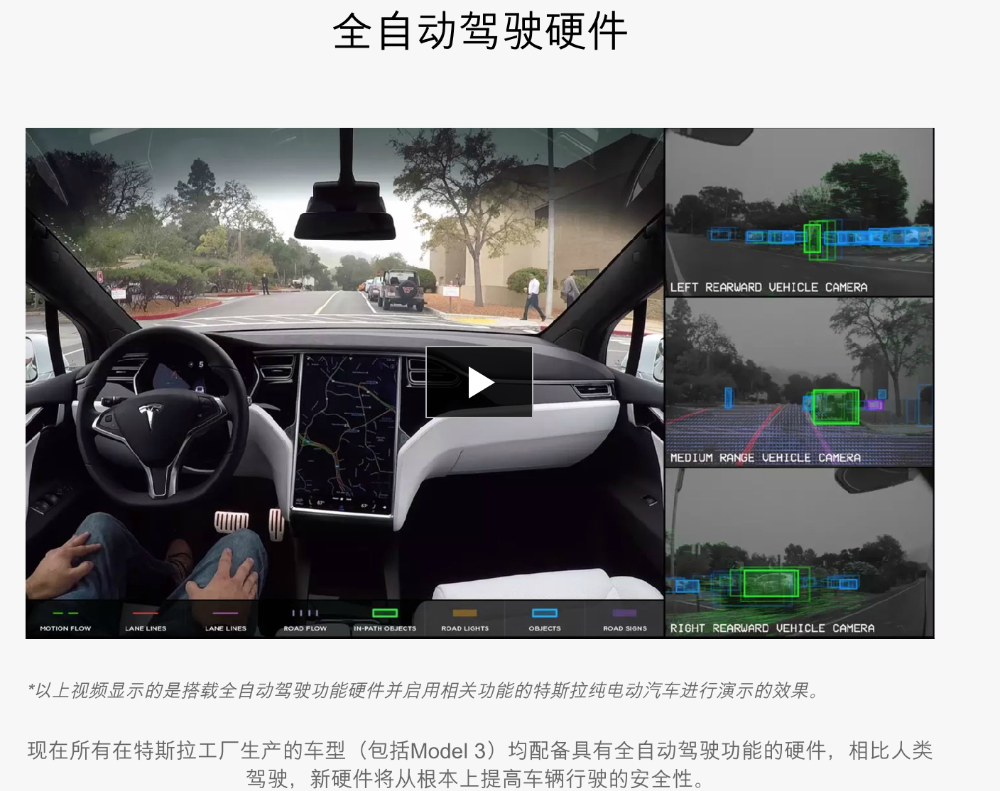 全自动驾驶硬件
LEFT REARWARD VEHICLE CAMERA
MEDIUM RANGE VEHICLE CAMERA
RIGHT REARWARD VEHICLE CAMERA
5
67°
67°
MOTION FLOW
LANE LINES
LANE LINES
ROAD FLOW
IN-PATH OBJECTS
ROAD LIGHTS
OBJECTS
ROAD SIGNS
*以上视频显示的是搭载全自动驾驶功能硬件并启用相关功能的特斯拉纯电动汽车进行演示的效果。
现在所有在特斯拉工厂生产的车型（包括Model 3）均配备具有全自动驾驶功能的硬件，相比人类
驾驶，新硬件将从根本上提高车辆行驶的安全性。